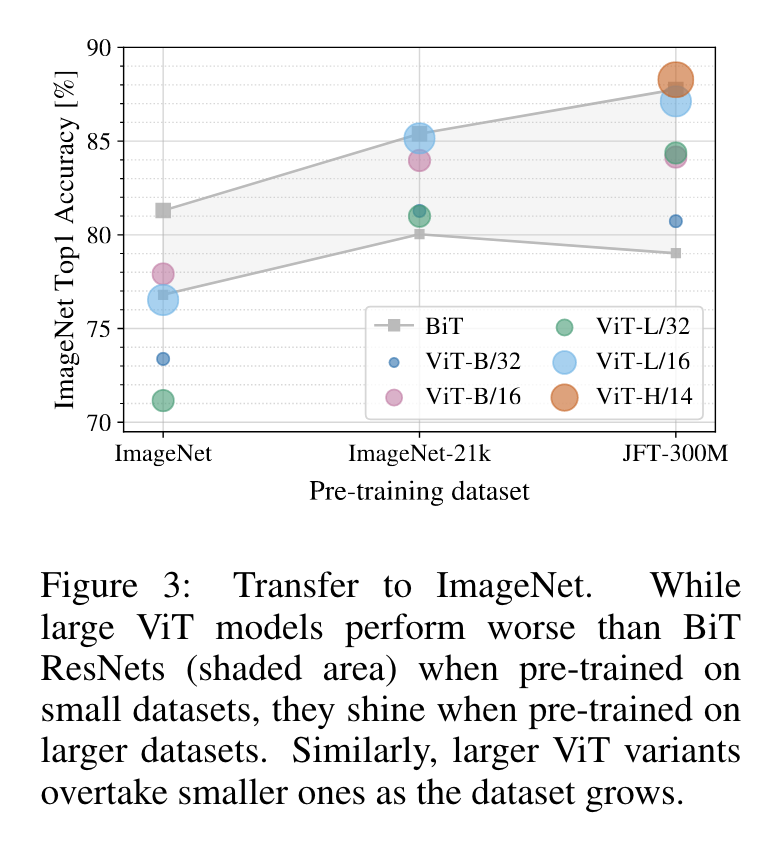 90
85
80
75
70
ImageNet Top1 Accuracy [%]
BiT
ViT-B/32
ViT-B/16
ViT-L/32
ViT-L/16
ViT-H/14
ImageNet
ImageNet-21k
JFT-300M
Pre-training dataset
Figure 3: Transfer to ImageNet. While
large ViT models perform worse than BiT
ResNets (shaded area) when pre-trained on
small datasets, they shine when pre-trained on
larger datasets. Similarly, larger ViT variants
overtake smaller ones as the dataset grows.